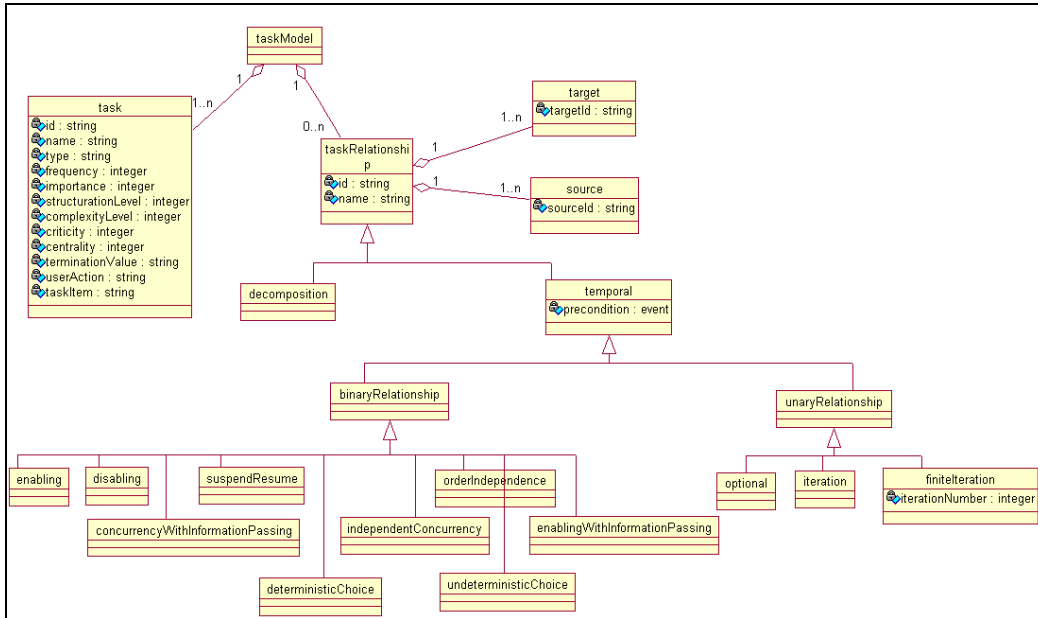 taskModel
1
1
1..n
0..n
task
id : string
name : string
type : string
frequency : integer
importance : integer
structurationLevel : integer
complexityLevel : integer
criticity : integer
centrality : integer
terminationValue : string
userAction : string
taskItem : string
taskRelationshi
p
id : string
name : string
1
1..n
target
targetId : string
1
1..n
source
sourceId : string
decomposition
temporal
precondition : event
binaryRelationship
unaryRelationship
enabling
disabling
suspendResume
orderIndependence
optional
iteration
finiteIteration
iterationNumber : integer
concurrencyWithInformationPassing
independentConcurrency
enablingWithInformationPassing
deterministicChoice
undeterministicChoice